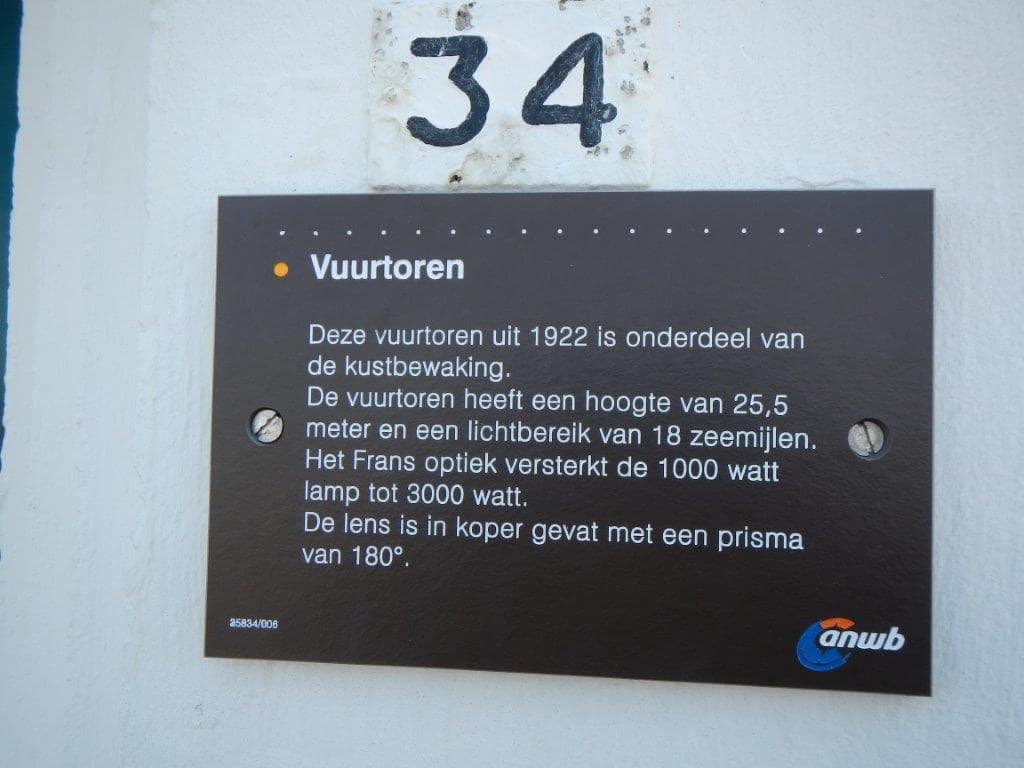 34
Vuurtoren
Deze vuurtoren uit 1922 is onderdeel van
de kustbewaking.
De vuurtoren heeft een hoogte van 25,5
meter en een lichtbereik van 18 zeemijlen.
Het Frans optiek versterkt de 1000 watt
lamp tot 3000 watt.
De lens is in koper gevat met een prisma
van 180°.
25834/006
anwb